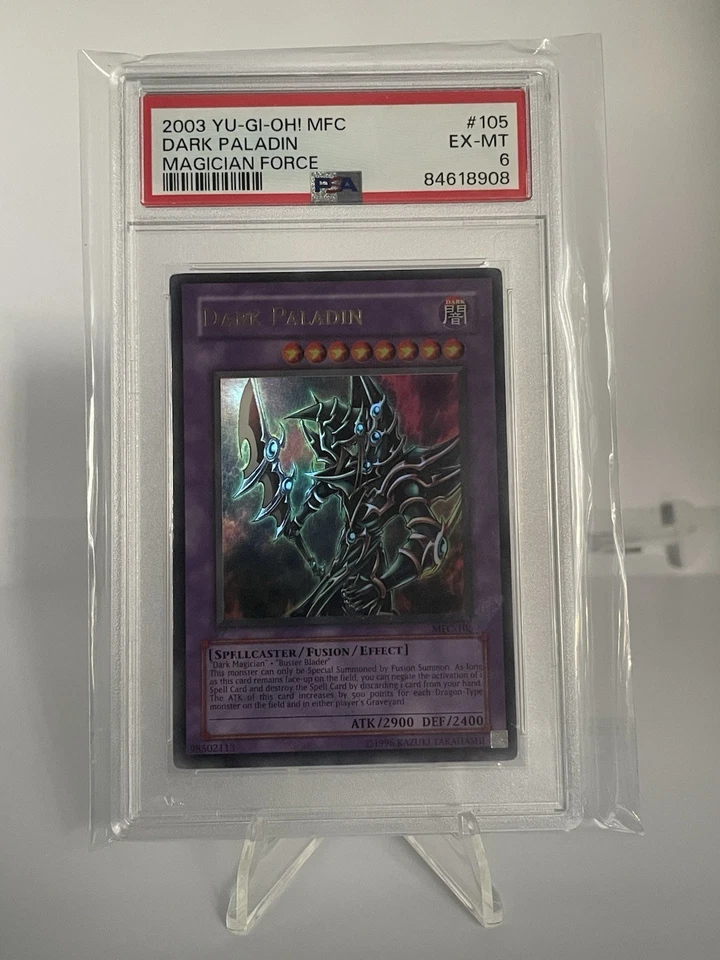 2003 YU-GI-OH! MFC #105
DARK PALADIN EX-MT
MAGICIAN FORCE 6
PSA 84618908
DARK PALADIN
DARK
闇
[SPELLCASTER/FUSION/EFFECT]
"Dark Magician" + "Buster Blader"
This monster can only be Special Summoned by Fusion Summon. As long
as this card remains face-up on the field, you can negate the activation of
Spell Card and destroy the Spell Card by discarding 1 card from your hand.
The ATK of this card increases by 500 points for each Dragon-Type
monster on the field and in either player's Graveyard.
ATK/2900 DEF/2400
©1996 KAZUKI TAKAHASHI